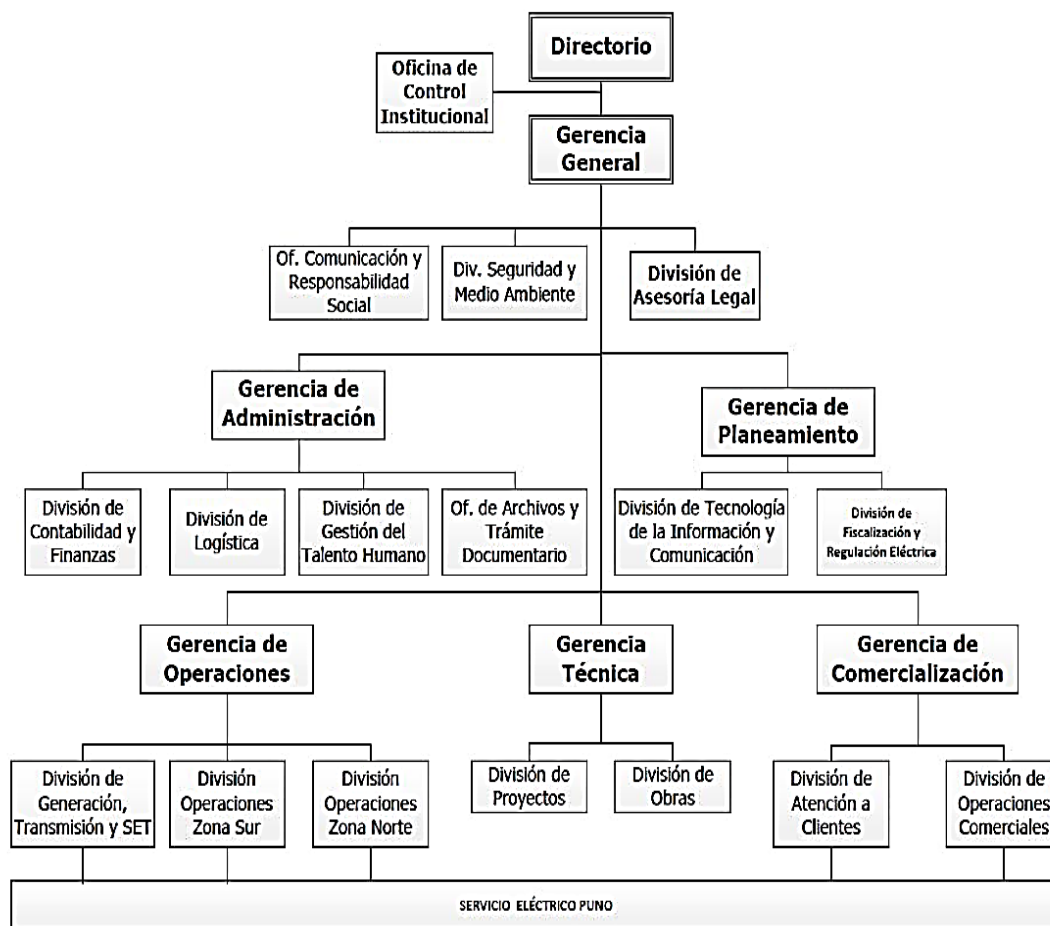 Directorio
Oficina de
Control
Institucional
Gerencia
General
Of. Comunicación y
Responsabilidad
Social
Div. Seguridad y
Medio Ambiente
División de
Asesoría Legal
Gerencia de
Administración
Gerencia de
Planeamiento
División de
Contabilidad y
Finanzas
División de
Logística
División de
Gestión del
Talento Humano
Of. de Archivos y
Trámite
Documentario
División de Tecnología
de la Información y
Comunicación
División de
Fiscalización y
Regulación Eléctrica
Gerencia de
Operaciones
Gerencia
Técnica
Gerencia de
Comercialización
División de
Generación,
Transmisión y SET
División
Operaciones
Zona Sur
División
Operaciones
Zona Norte
División de
Proyectos
División de
Obras
División de
Atención a
Clientes
División de
Operaciones
Comerciales
SERVICIO ELÉCTRICO PUNO